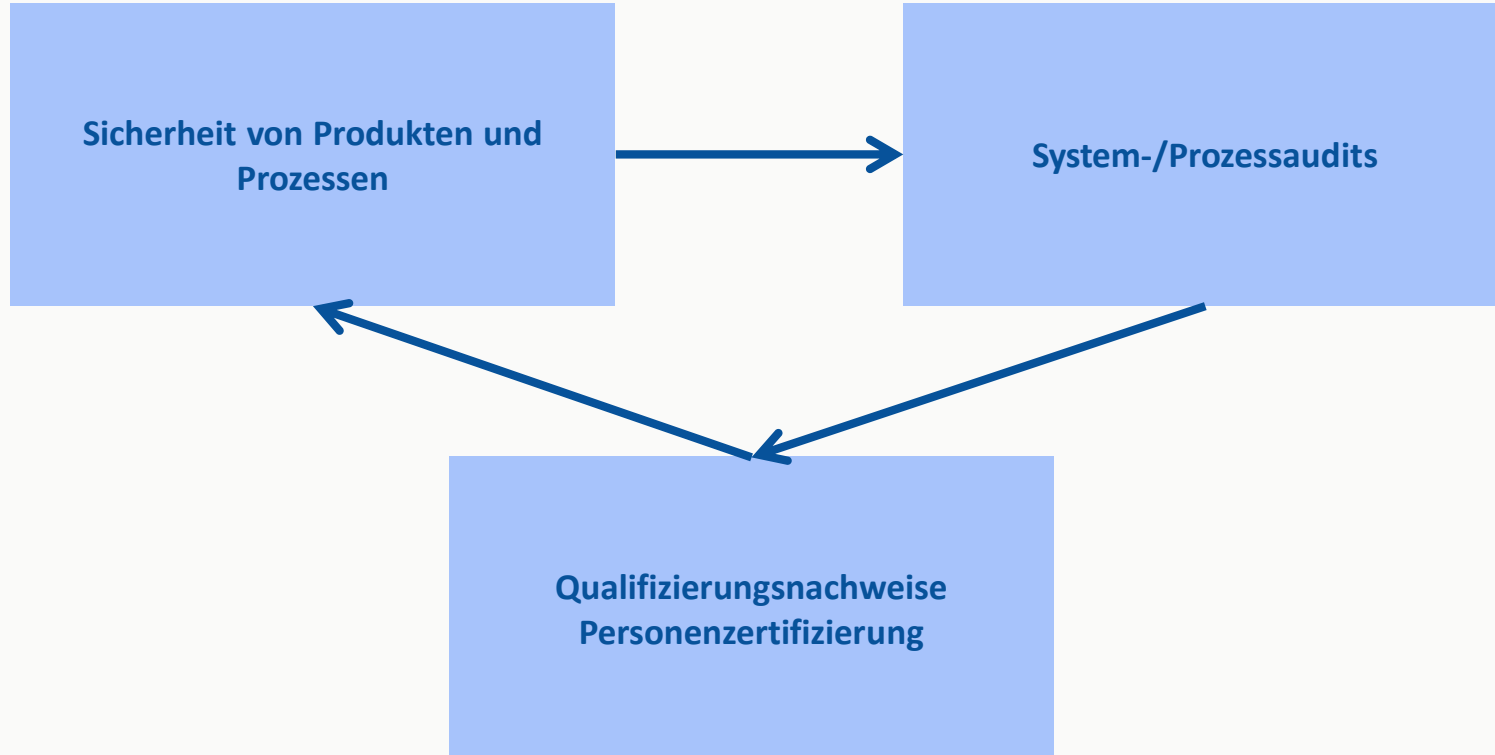 Sicherheit von Produkten und
Prozessen
System-/Prozessaudits
Qualifizierungsnachweise
Personenzertifizierung